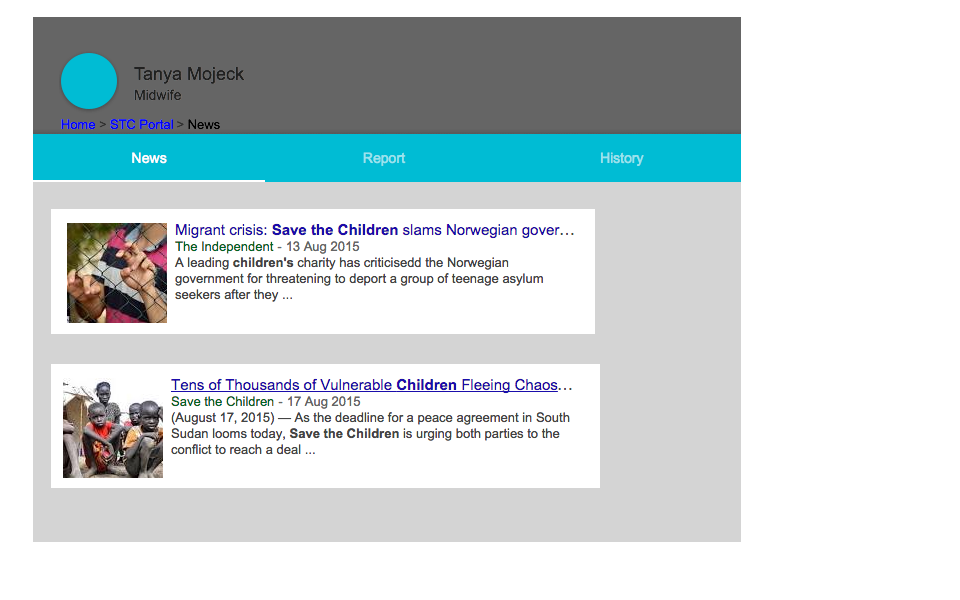 Tanya Mojeck
Midwife
Home > STC Portal > News
News Report History
Migrant crisis: Save the Children slams Norwegian gover...
The Independent - 13 Aug 2015
A leading children's charity has criticisedd the Norwegian
government for threatening to deport a group of teenage asylum
seekers after they ...
Tens of Thousands of Vulnerable Children Fleeing Chaos...
Save the Children - 17 Aug 2015
(August 17, 2015) — As the deadline for a peace agreement in South
Sudan looms today, Save the Children is urging both parties to the
conflict to reach a deal ...